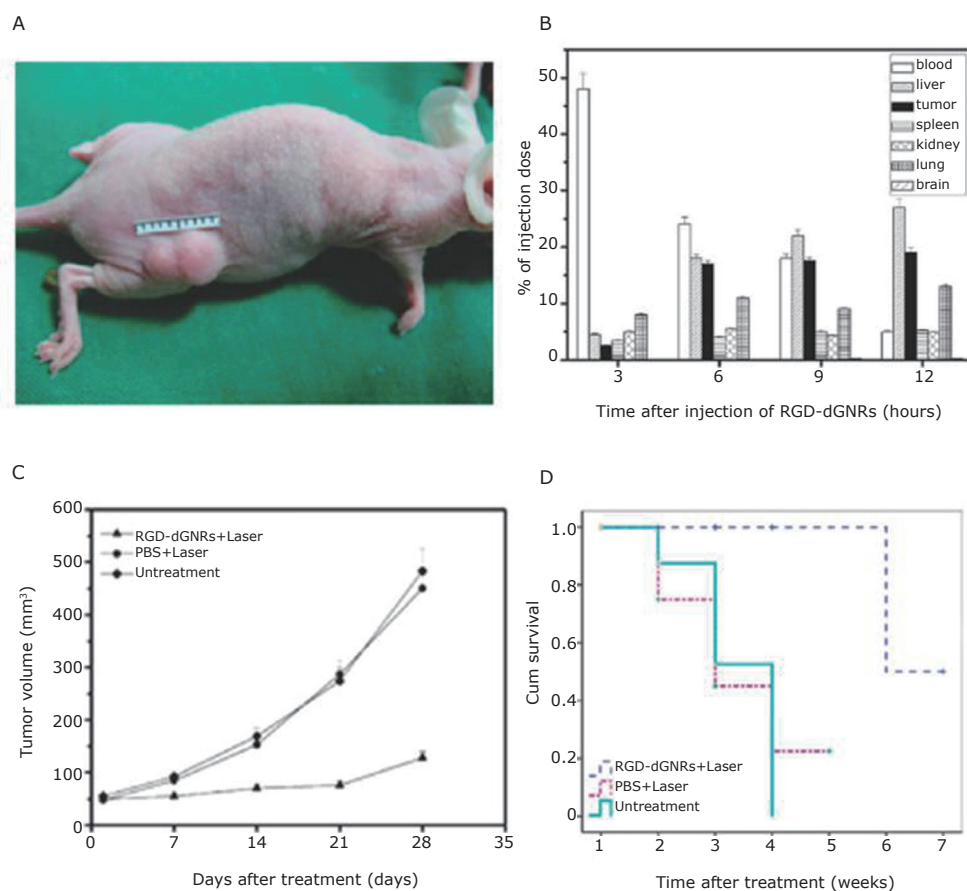 A
B
50
40
30
20
10
0
% of injection dose
blood
liver
tumor
spleen
kidney
lung
brain
3 6 9 12
Time after injection of RGD-dGNRs (hours)
C
600
500
400
300
200
100
0
Tumor volume (mm³)
RGD-dGNRs+Laser
PBS+Laser
Untreatment
0 7 14 21 28 35
Days after treatment (days)
D
1.0
0.8
0.6
0.4
0.2
0
Cum survival
RGD-dGNRs+Laser
PBS+Laser
Untreatment
1 2 3 4 5 6 7
Time after treatment (weeks)